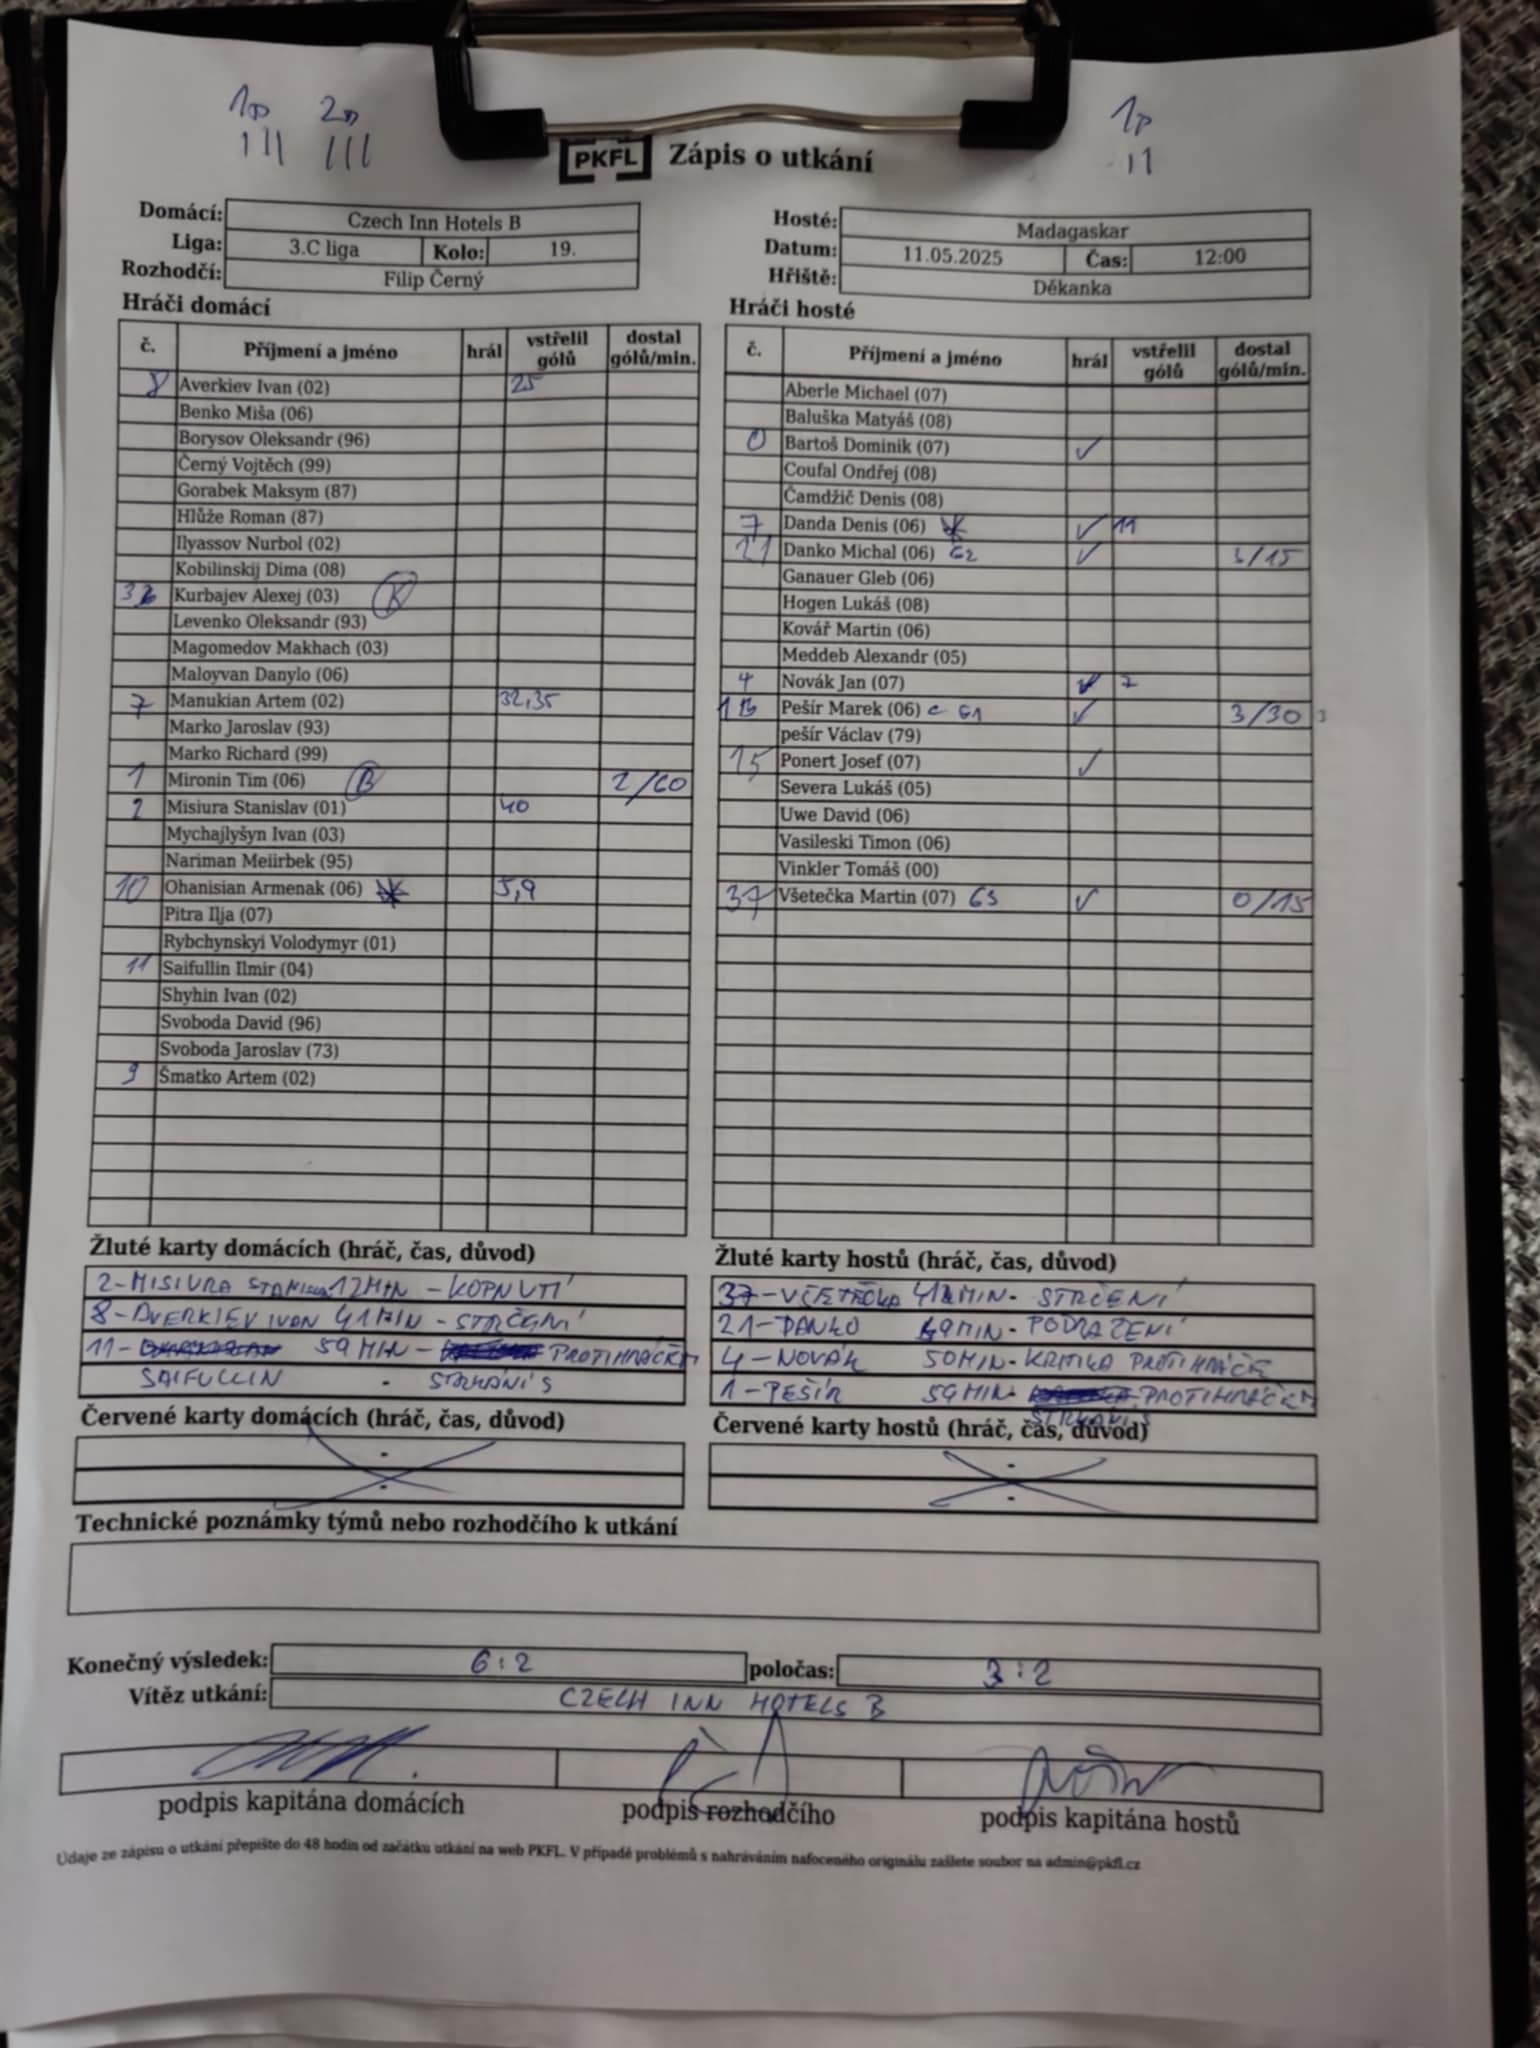 1p 2p 1p
III III II
PKFL Zápis o utkání
Domácí: Czech Inn Hotels B
Liga: 3.C liga Kolo: 19.
Rozhodčí: Filip Černý
Hosté: Madagaskar
Datum: 11.05.2025 Čas: 12:00
Hřiště: Děkanka
Hráči domácí
č. Příjmení a jméno hrál vstřelil gólů dostal gólů/min.
8 Averkiev Ivan (02) 25
Benko Miša (06)
Borysov Oleksandr (96)
Černý Vojtěch (99)
Gorabek Maksym (87)
Hlůže Roman (87)
Ilyassov Nurbol (02)
Kobilinskij Dima (08)
Kurbajev Alexej (03) K
Levenko Oleksandr (93)
Magomedov Makhach (03)
Maloyvan Danylo (06)
7 Manukian Artem (02) 32,35
Marko Jaroslav (93)
Marko Richard (99)
1 Mironin Tim (06) B 2/60
2 Misiura Stanislav (01) 40
Mychajlyšyn Ivan (03)
Nariman Meiirbek (95)
10 Ohanisian Armenak (06) 5,9
Pitra Ilja (07)
Rybchynskyi Volodymyr (01)
11 Saifullin Ilmir (04)
Shyhin Ivan (02)
Svoboda David (96)
Svoboda Jaroslav (73)
9 Šmatko Artem (02)
Hráči hosté
č. Příjmení a jméno hrál vstřelil gólů dostal gólů/min.
Aberle Michael (07)
Baluška Matyáš (08)
0 Bartoš Dominik (07) ✓
Coufal Ondřej (08)
Čamdžič Denis (08)
7 Danda Denis (06) ✓ 11
21 Danko Michal (06) G2 ✓ 3/15
Ganauer Gleb (06)
Hogen Lukáš (08)
Kovář Martin (06)
Meddeb Alexandr (05)
4 Novák Jan (07) ✓ 7
Pešír Marek (06) c G1 ✓ 3/30
pešír Václav (79)
15 Ponert Josef (07) ✓
Severa Lukáš (05)
Uwe David (06)
Vasileski Timon (06)
Vinkler Tomáš (00)
37 Všetečka Martin (07) G3 ✓ 0/15
Žluté karty domácích (hráč, čas, důvod)
2-MISIURA 12MIN - KOPNUTÍ
8-AVERKIEV IVAN 41MIN - STRČENÍ
11- 59MIN- PROTIHRÁČEM
SAIFULLIN - STRKÁNÍ S
Žluté karty hostů (hráč, čas, důvod)
37-VŠETEČKA 41MIN- STRČENÍ
21-DANKO 49MIN- PODRAŽENÍ
4-NOVÁK 50MIN- KRITIKA PROTIHRÁČE
1-PEŠÍR 59MIN- PROTIHRÁČEM
STRKÁNÍ S
Červené karty domácích (hráč, čas, důvod)
-
-
Červené karty hostů (hráč, čas, důvod)
-
-
Technické poznámky týmů nebo rozhodčího k utkání
Konečný výsledek: 6:2 poločas: 3:2
Vítěz utkání: CZECH INN HOTELS B
podpis kapitána domácích podpis rozhodčího podpis kapitána hostů
Údaje ze zápisu o utkání přepište do 48 hodin od začátku utkání na web PKFL. V případě problémů s nahráváním nafoceného originálu zašlete soubor na admin@pkfl.cz